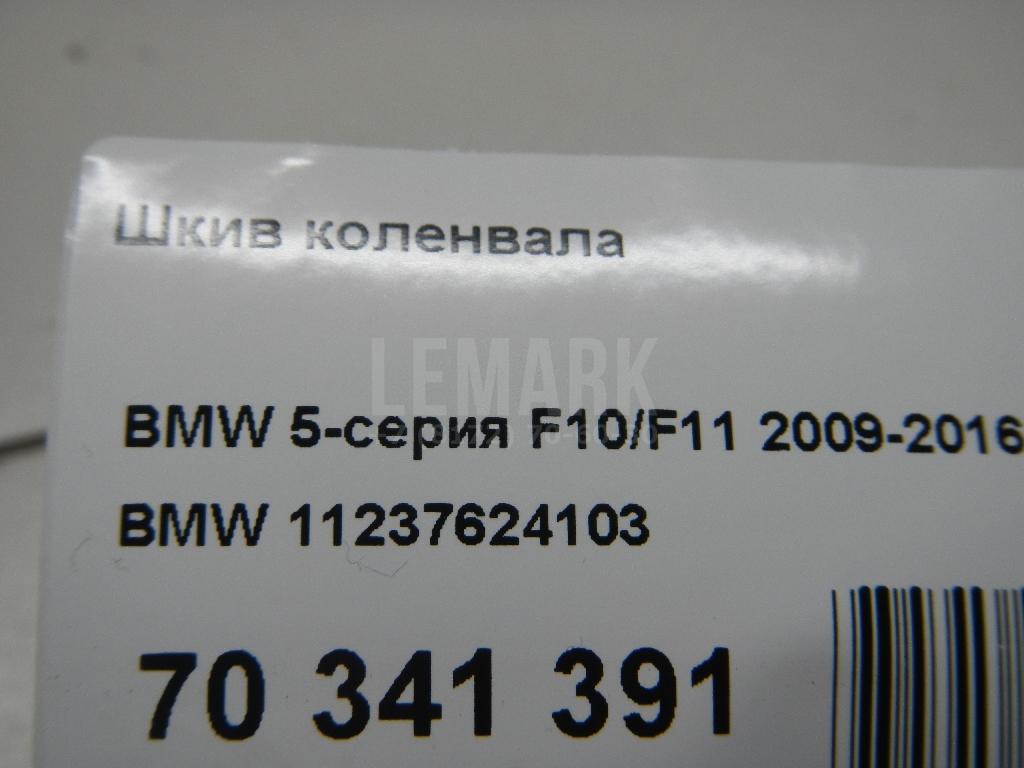 Шкив коленвала
LEMARK
BMW 5-серия F10/F11 2009-2016
BMW 11237624103
70 341 391